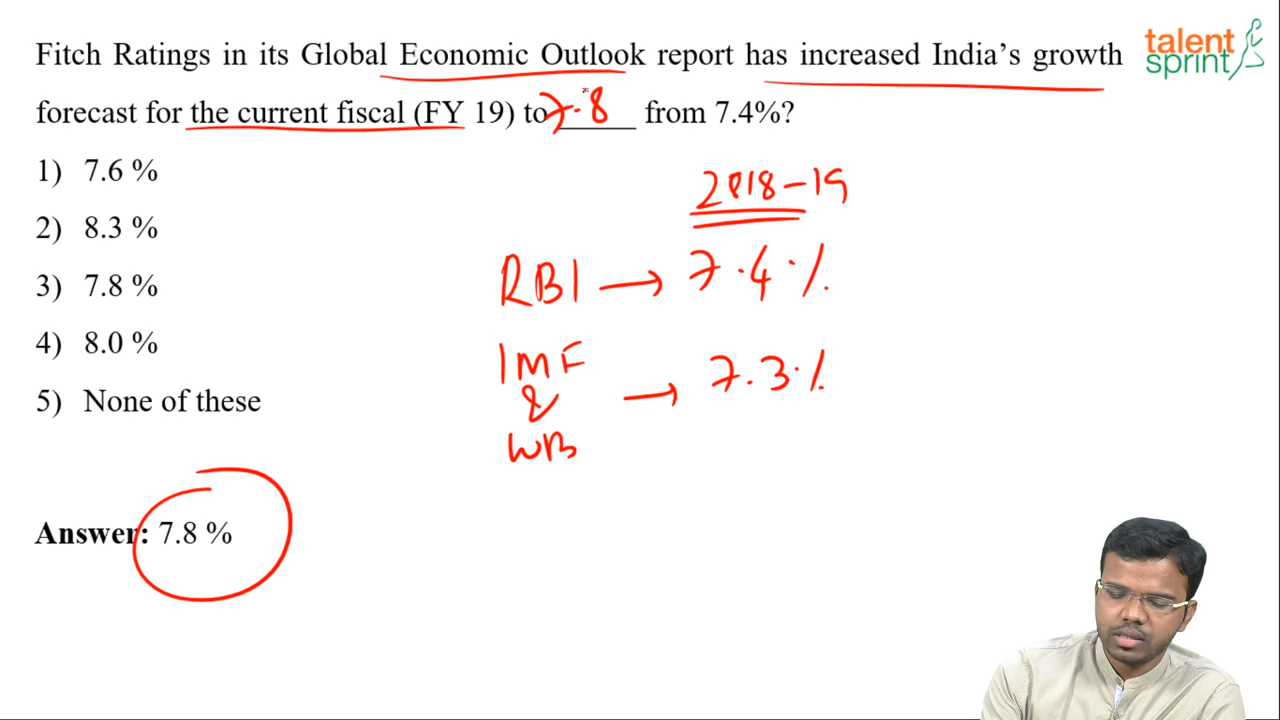 talent
sprint
Fitch Ratings in its Global Economic Outlook report has increased India's growth
forecast for the current fiscal (FY 19) to 7.8 from 7.4%?
1) 7.6 %
2) 8.3 %
3) 7.8 %
4) 8.0 %
5) None of these
2018-19
RBI → 7.4%
IMF
& → 7.3%
WB
Answer: 7.8 %